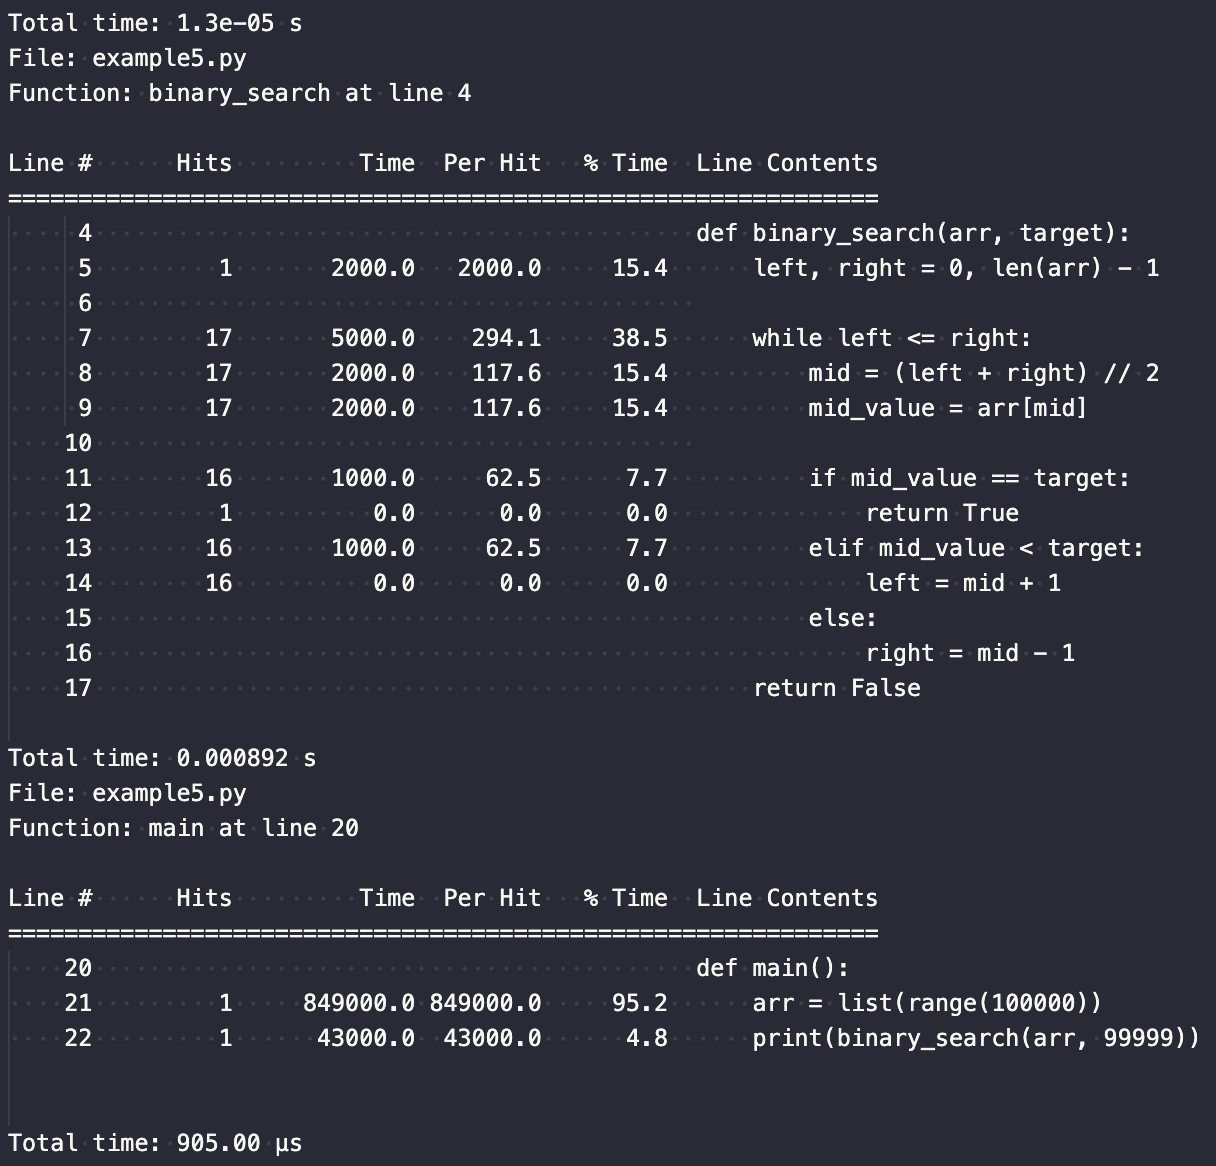 Total time: 1.3e-05 s
File: example5.py
Function: binary_search at line 4
Line #      Hits         Time  Per Hit   % Time  Line Contents
==============================================================
     4                                           def binary_search(arr, target):
     5         1       2000.0   2000.0     15.4      left, right = 0, len(arr) - 1
     6
     7        17       5000.0    294.1     38.5      while left <= right:
     8        17       2000.0    117.6     15.4          mid = (left + right) // 2
     9        17       2000.0    117.6     15.4          mid_value = arr[mid]
    10
    11        16       1000.0     62.5      7.7          if mid_value == target:
    12         1          0.0      0.0      0.0              return True
    13        16       1000.0     62.5      7.7          elif mid_value < target:
    14        16          0.0      0.0      0.0              left = mid + 1
    15                                                   else:
    16                                                       right = mid - 1
    17                                               return False
Total time: 0.000892 s
File: example5.py
Function: main at line 20
Line #      Hits         Time  Per Hit   % Time  Line Contents
==============================================================
    20                                           def main():
    21         1     849000.0 849000.0     95.2      arr = list(range(100000))
    22         1      43000.0  43000.0      4.8      print(binary_search(arr, 99999))
Total time: 905.00 µs